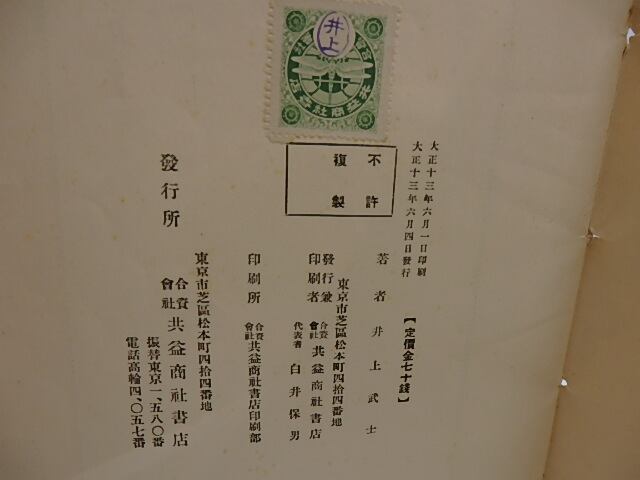 井上
共益商社書店
大正十三年六月一日印刷
大正十三年六月四日發行
不許
複製
【定價金七十錢】
著者 井上武士
東京市芝區松本町四拾四番地
發行兼印刷者 合資會社 共益商社書店
代表者 白井保男
印刷所 合資會社 共益商社書店印刷部
東京市芝區松本町四拾四番地
發行所 合資會社 共益商社書店
振替東京一、五八〇番
電話高輪四、〇五七番